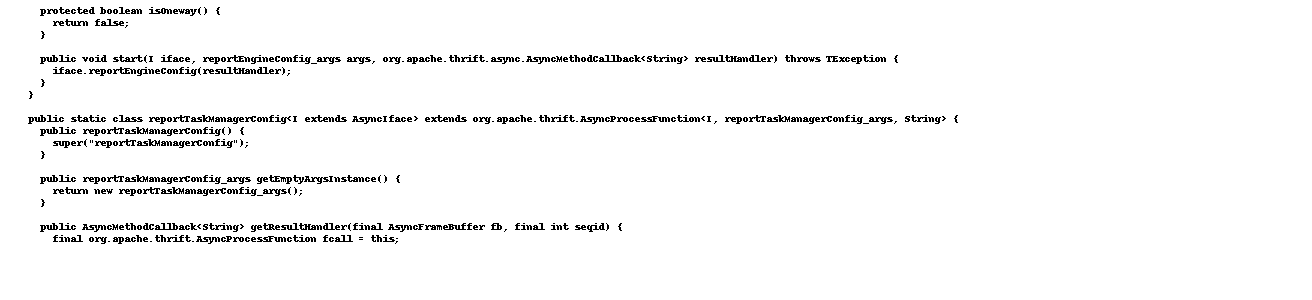 protected boolean isOneway() {
return false;
}
public void start(I iface, reportEngineConfig_args args, org.apache.thrift.async.AsyncMethodCallback<String> resultHandler) throws TException {
iface.reportEngineConfig(resultHandler);
}
}
public static class reportTaskManagerConfig<I extends AsyncIface> extends org.apache.thrift.AsyncProcessFunction<I, reportTaskManagerConfig_args, String> {
public reportTaskManagerConfig() {
super("reportTaskManagerConfig");
}
public reportTaskManagerConfig_args getEmptyArgsInstance() {
return new reportTaskManagerConfig_args();
}
public AsyncMethodCallback<String> getResultHandler(final AsyncFrameBuffer fb, final int seqid) {
final org.apache.thrift.AsyncProcessFunction fcall = this;